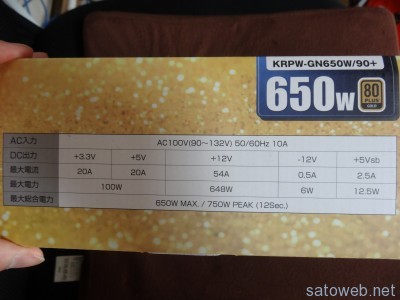 KRPW-GN650W/90+
650W
80
PLUS
GOLD
AC入力 AC100V(90〜132V) 50/60Hz 10A
DC出力 +3.3V +5V +12V -12V +5Vsb
最大電流 20A 20A 54A 0.5A 2.5A
最大電力 100W 648W 6W 12.5W
最大総合電力 650W MAX. / 750W PEAK (12Sec.)
satoweb.net